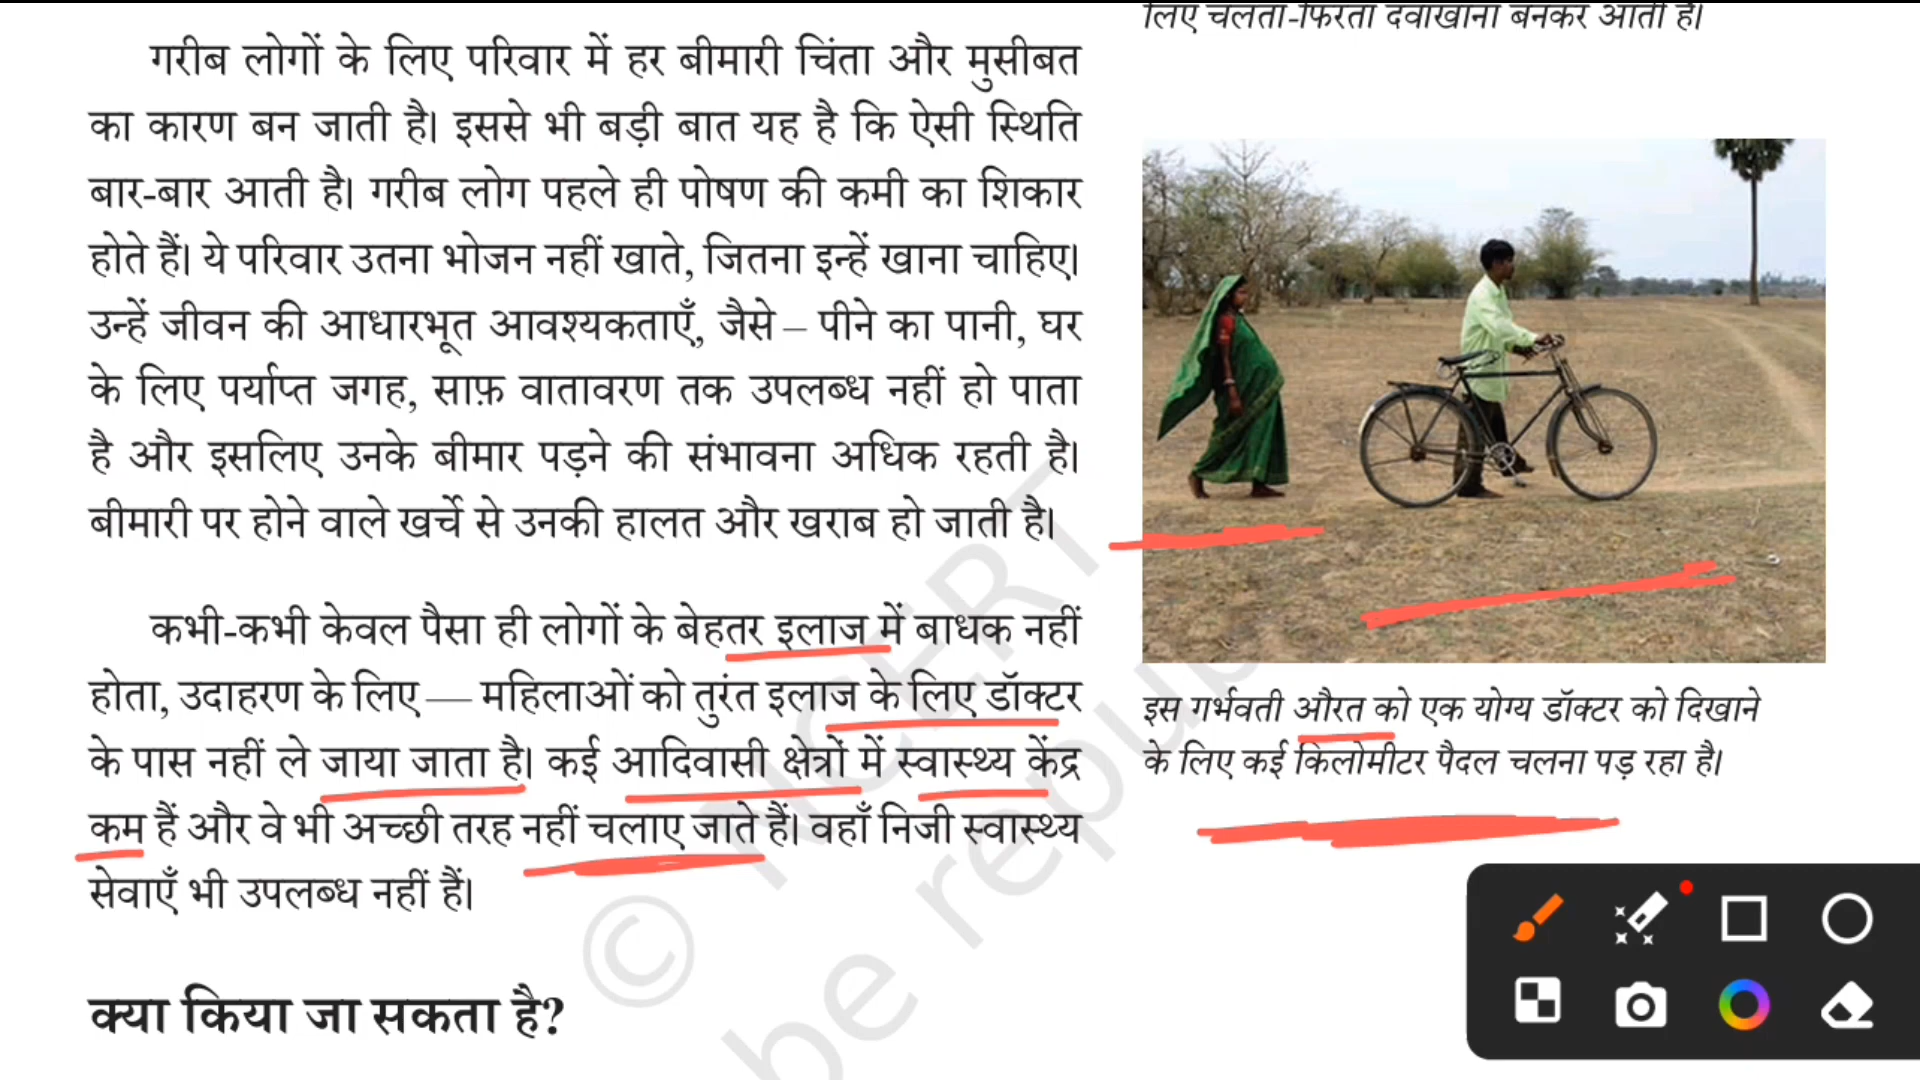 गरीब लोगों के लिए परिवार में हर बीमारी चिंता और मुसीबत
का कारण बन जाती है। इससे भी बड़ी बात यह है कि ऐसी स्थिति
बार-बार आती है। गरीब लोग पहले ही पोषण की कमी का शिकार
होते हैं। ये परिवार उतना भोजन नहीं खाते, जितना इन्हें खाना चाहिए।
उन्हें जीवन की आधारभूत आवश्यकताएँ, जैसे – पीने का पानी, घर
के लिए पर्याप्त जगह, साफ़ वातावरण तक उपलब्ध नहीं हो पाता
है और इसलिए उनके बीमार पड़ने की संभावना अधिक रहती है।
बीमारी पर होने वाले खर्चे से उनकी हालत और खराब हो जाती है।
कभी-कभी केवल पैसा ही लोगों के बेहतर इलाज में बाधक नहीं
होता, उदाहरण के लिए — महिलाओं को तुरंत इलाज के लिए डॉक्टर
के पास नहीं ले जाया जाता है। कई आदिवासी क्षेत्रों में स्वास्थ्य केंद्र
कम हैं और वे भी अच्छी तरह नहीं चलाए जाते हैं। वहाँ निजी स्वास्थ्य
सेवाएँ भी उपलब्ध नहीं हैं।
क्या किया जा सकता है?
लिए चलता-फिरता दवाखाना बनकर आती है।
इस गर्भवती औरत को एक योग्य डॉक्टर को दिखाने
के लिए कई किलोमीटर पैदल चलना पड़ रहा है।
© NCERT
be repub